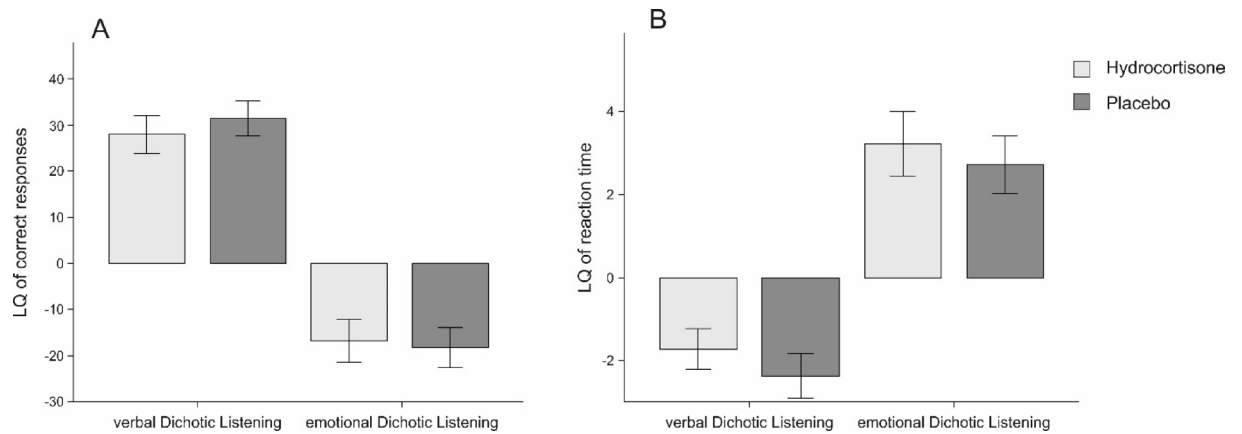 A
LQ of correct responses
40
30
20
10
0
-10
-20
-30
verbal Dichotic Listening
emotional Dichotic Listening
B
LQ of reaction time
4
2
0
-2
verbal Dichotic Listening
emotional Dichotic Listening
Hydrocortisone
Placebo